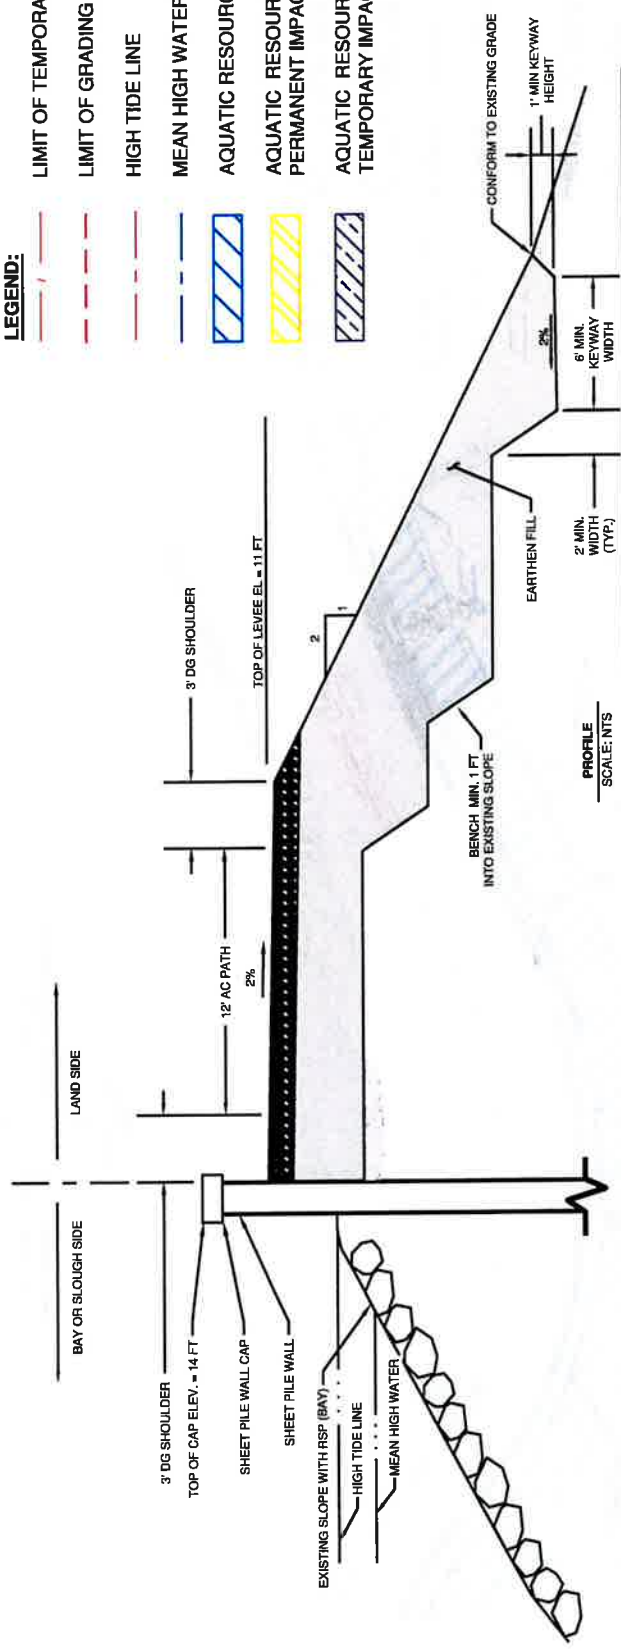 LEGEND:
LIMIT OF TEMPORA
LIMIT OF GRADING
HIGH TIDE LINE
MEAN HIGH WATER
AQUATIC RESOURC
AQUATIC RESOUR
PERMANENT IMPAC
AQUATIC RESOUR
TEMPORARY IMPAC
BAY OR SLOUGH SIDE
LAND SIDE
3' DG SHOULDER
12' AC PATH
2%
3' DG SHOULDER
TOP OF LEVEE EL = 11 FT
TOP OF CAP ELEV. = 14 FT
SHEET PILE WALL CAP
SHEET PILE WALL
EXISTING SLOPE WITH RSP (BAY)
HIGH TIDE LINE
MEAN HIGH WATER
2
1
CONFORM TO EXISTING GRADE
1' MIN KEYWAY
HEIGHT
2%
6' MIN.
KEYWAY
WIDTH
2' MIN.
WIDTH
(TYP.)
EARTHEN FILL
BENCH MIN. 1 FT
INTO EXISTING SLOPE
PROFILE
SCALE: NTS